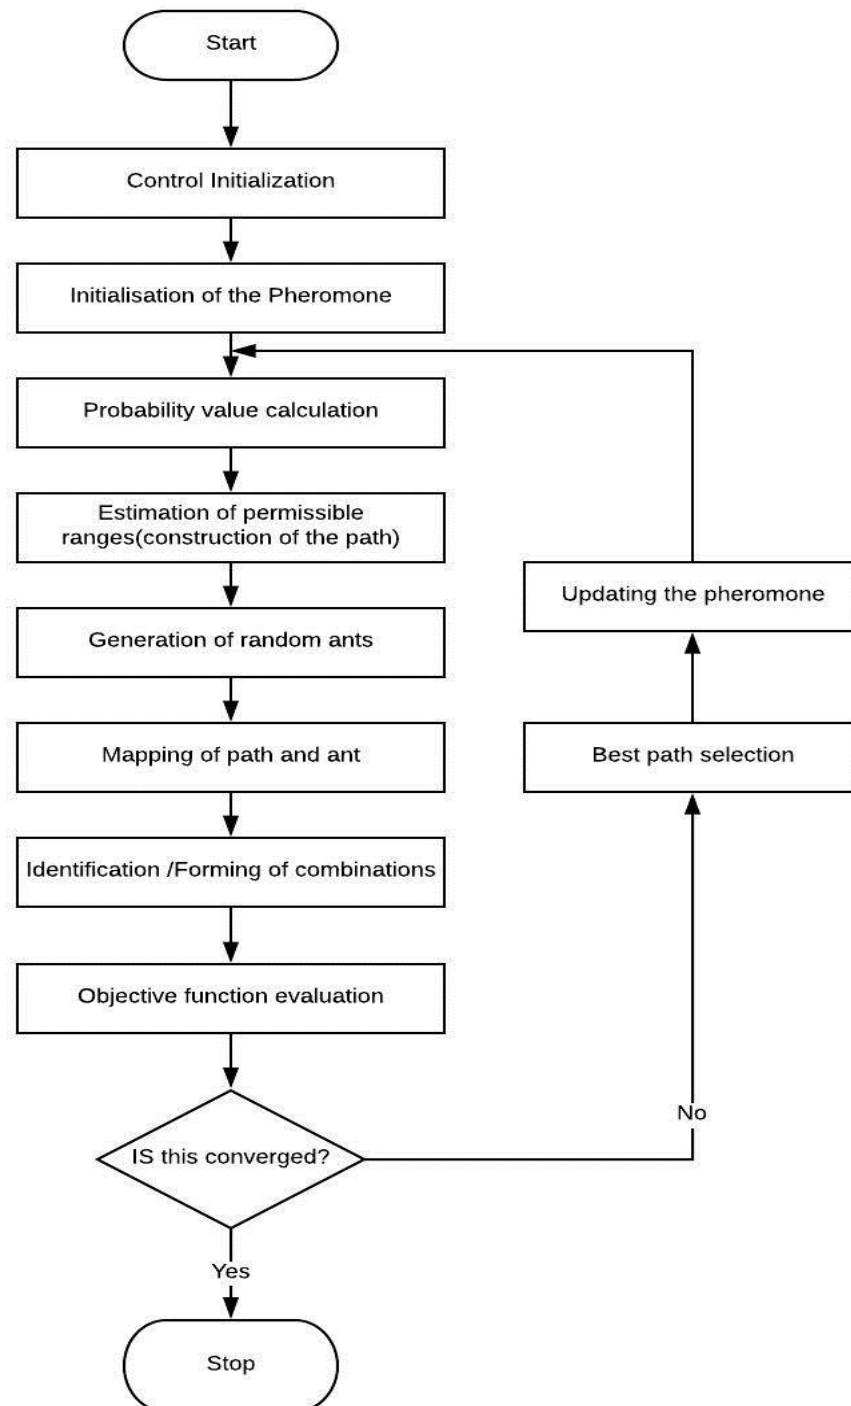 Start
Control Initialization
Initialisation of the Pheromone
Probability value calculation
Estimation of permissible
ranges(construction of the path)
Updating the pheromone
Generation of random ants
Mapping of path and ant
Best path selection
Identification /Forming of combinations
Objective function evaluation
No
IS this converged?
Yes
Stop